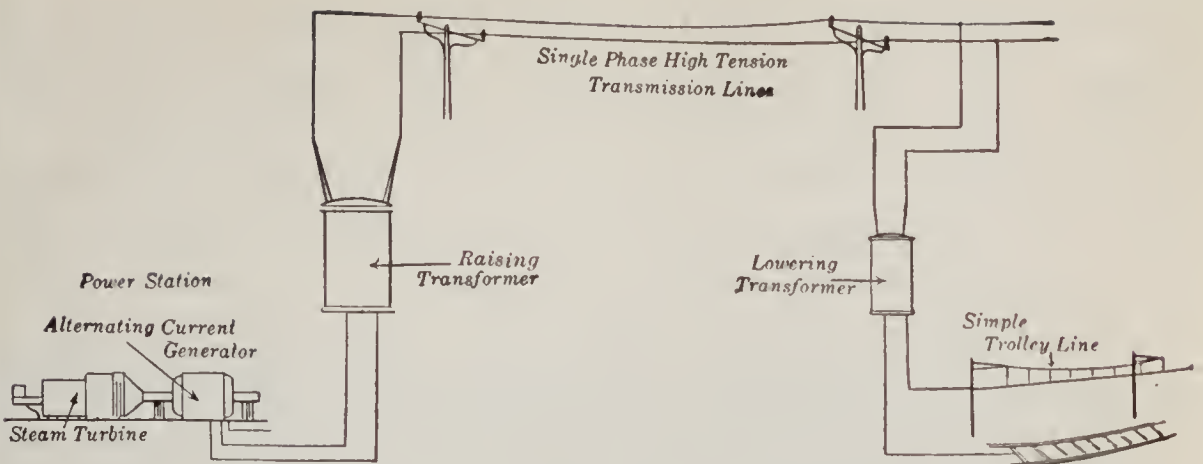 Single Phase High Tension
Transmission Lines
Raising
Transformer
Lowering
Transformer
Power Station
Alternating Current
Generator
Simple
Trolley Line
Steam Turbine